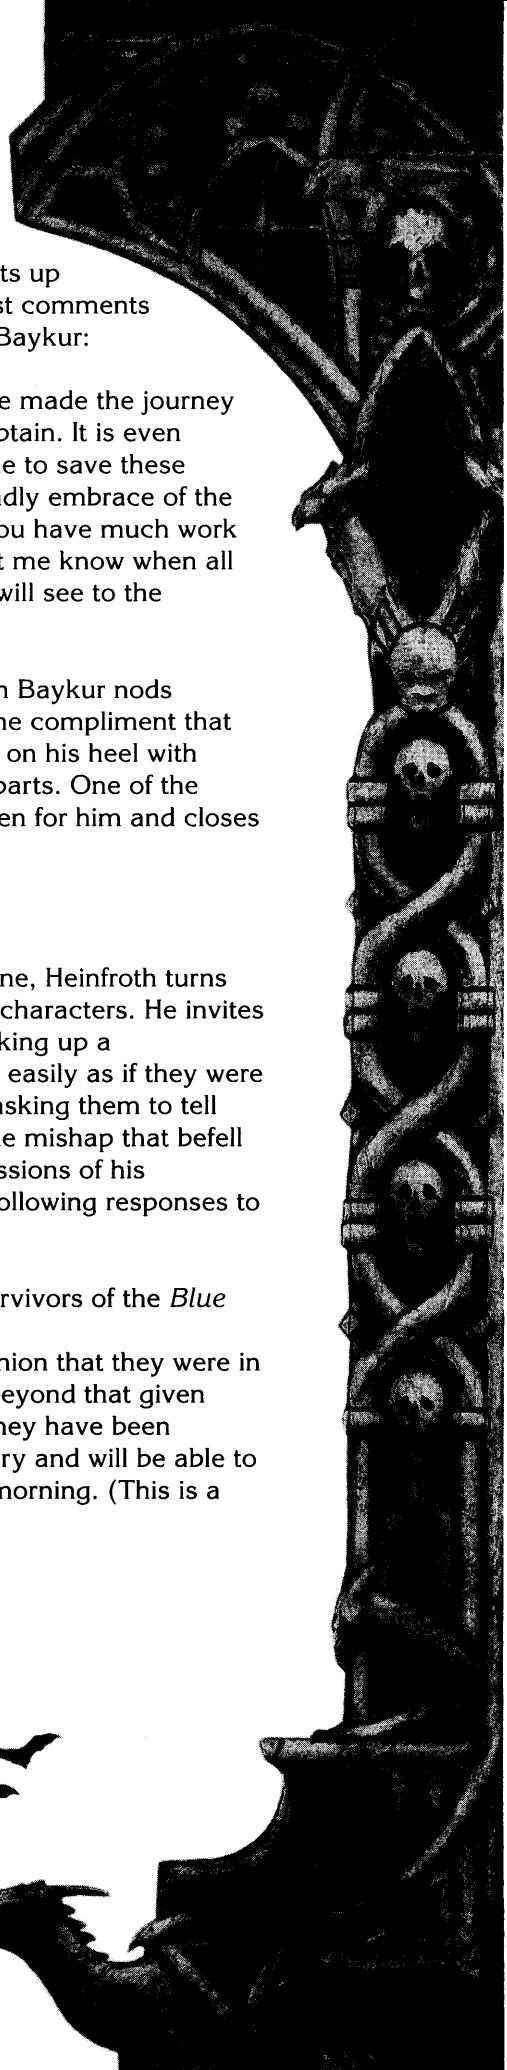 ts up
st comments
Baykur:
e made the journey
ptain. It is even
e to save these
adly embrace of the
ou have much work
t me know when all
will see to the
n Baykur nods
he compliment that
on his heel with
parts. One of the
en for him and closes
ne, Heinfroth turns
characters. He invites
king up a
easily as if they were
asking them to tell
e mishap that befell
ssions of his
ollowing responses to
rvivors of the Blue
nion that they were in
beyond that given
hey have been
ry and will be able to
morning. (This is a